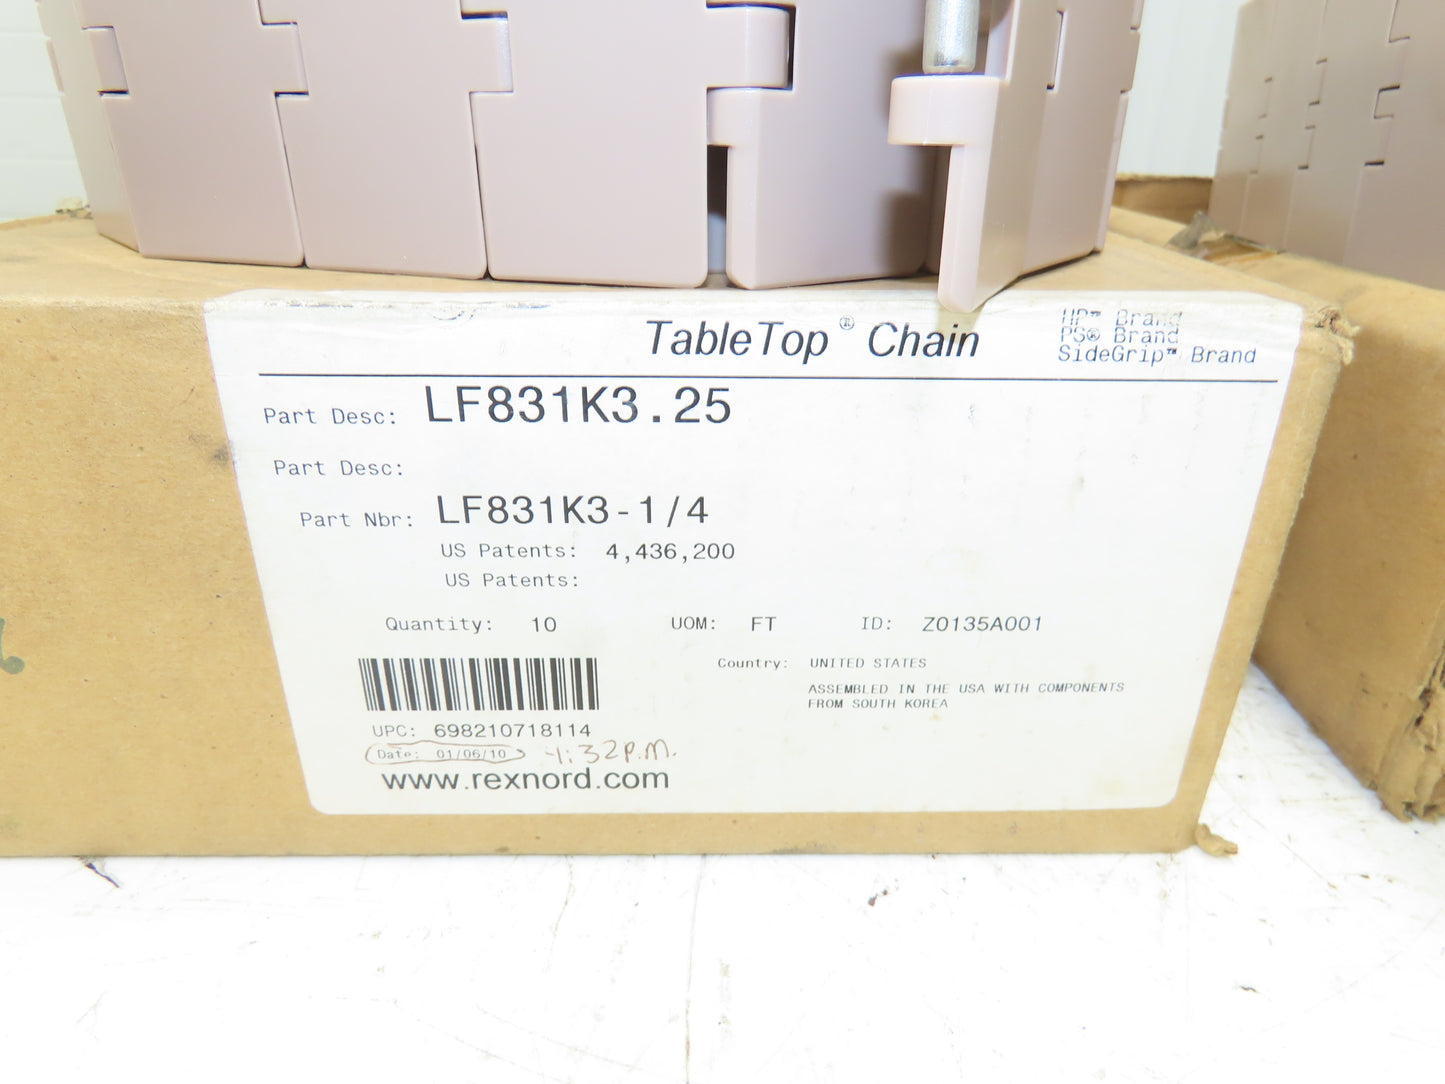 TableTop® Chain
HP™ Brand
PS® Brand
SideGrip™ Brand
Part Desc: LF831K3.25
Part Desc:
Part Nbr: LF831K3-1/4
US Patents: 4,436,200
US Patents:
Quantity: 10 UOM: FT ID: Z0135A001
Country: UNITED STATES
ASSEMBLED IN THE USA WITH COMPONENTS
FROM SOUTH KOREA
UPC: 698210718114
Date: 01/06/10 4:32P.M.
www.rexnord.com